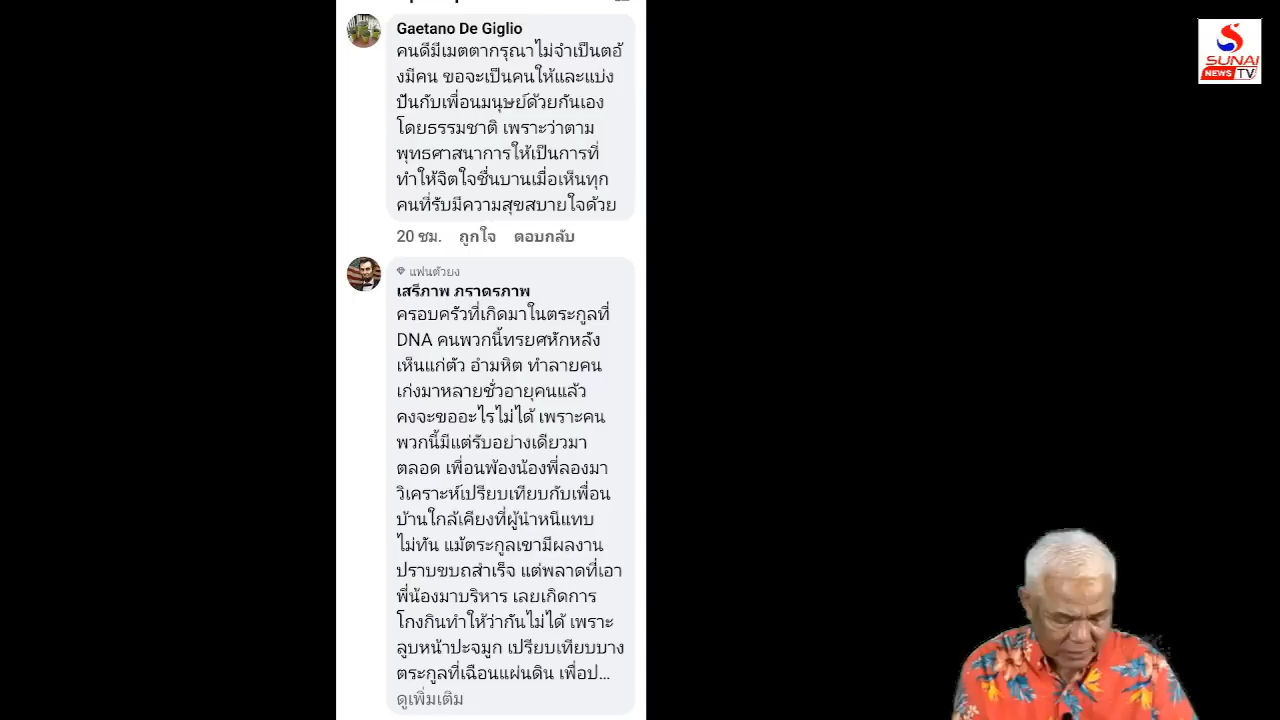 Gaetano De Giglio
คนดีมีเมตตากรุณาไม่จำเป็นตอ้
งมีคน ขอจะเป็นคนให้และแบ่ง
ปันกับเพื่อนมนุษย์ด้วยกันเอง
โดยธรรมชาติ เพราะว่าตาม
พุทธศาสนาการให้เป็นการที่
ทำให้จิตใจชื่นบานเมื่อเห็นทุก
คนที่รับมีความสุขสบายใจด้วย
20 ชม. ถูกใจ ตอบกลับ
แฟนตัวยง
เสรีภาพ ภราดรภาพ
ครอบครัวที่เกิดมาในตระกูลที่
DNA คนพวกนี้ทรยศหักหลัง
เห็นแก่ตัว อำมหิต ทำลายคน
เก่งมาหลายชั่วอายุคนแล้ว
คงจะขออะไรไม่ได้ เพราะคน
พวกนี้มีแต่รับอย่างเดียวมา
ตลอด เพื่อนพ้องน้องพี่ลองมา
วิเคราะห์เปรียบเทียบกับเพื่อน
บ้านใกล้เคียงที่ผู้นำหนีแทบ
ไม่ทัน แม้ตระกูลเขามีผลงาน
ปราบขบถสำเร็จ แต่พลาดที่เอา
พี่น้องมาบริหาร เลยเกิดการ
โกงกินทำให้ว่ากันไม่ได้ เพราะ
ลูบหน้าปะจมูก เปรียบเทียบบาง
ตระกูลที่เฉือนแผ่นดิน เพื่อป...
ดูเพิ่มเติม
SUNAI
NEWS TV